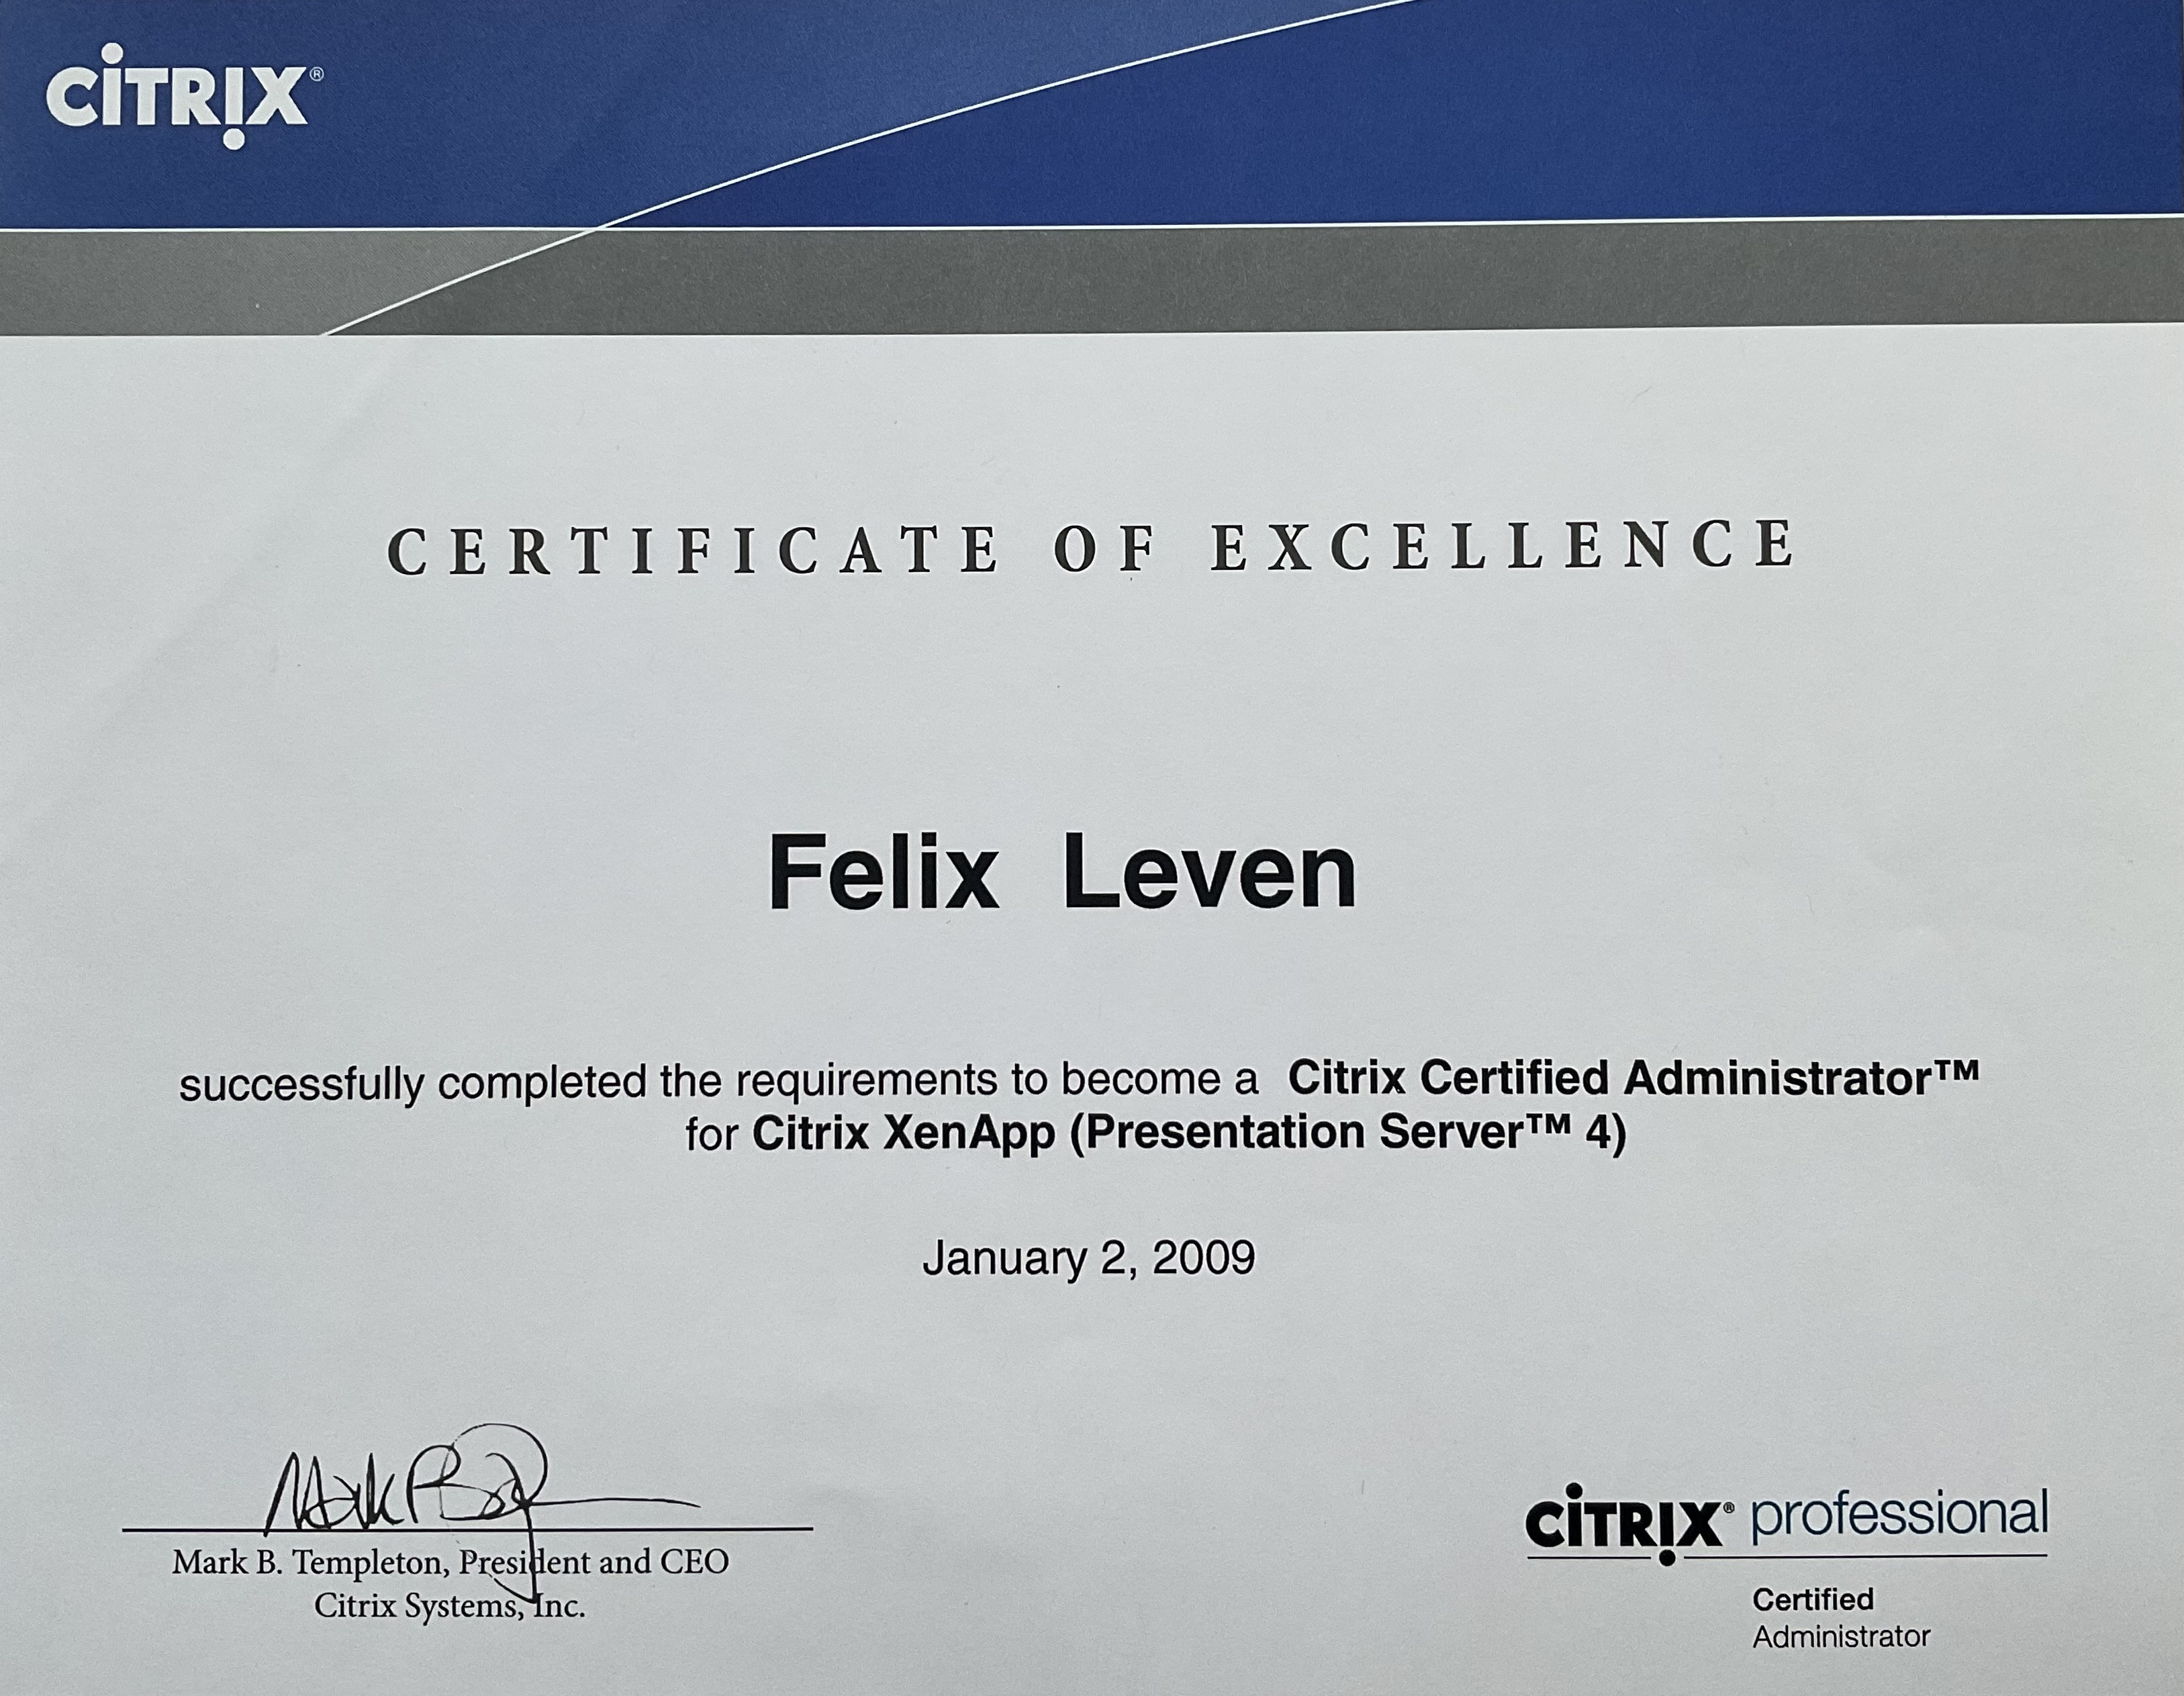 CITRIX®
CERTIFICATE OF EXCELLENCE
Felix Leven
successfully completed the requirements to become a Citrix Certified Administrator™
for Citrix XenApp (Presentation Server™ 4)
January 2, 2009
Mark B. Templeton, President and CEO
Citrix Systems, Inc.
CITRIX® professional
Certified
Administrator